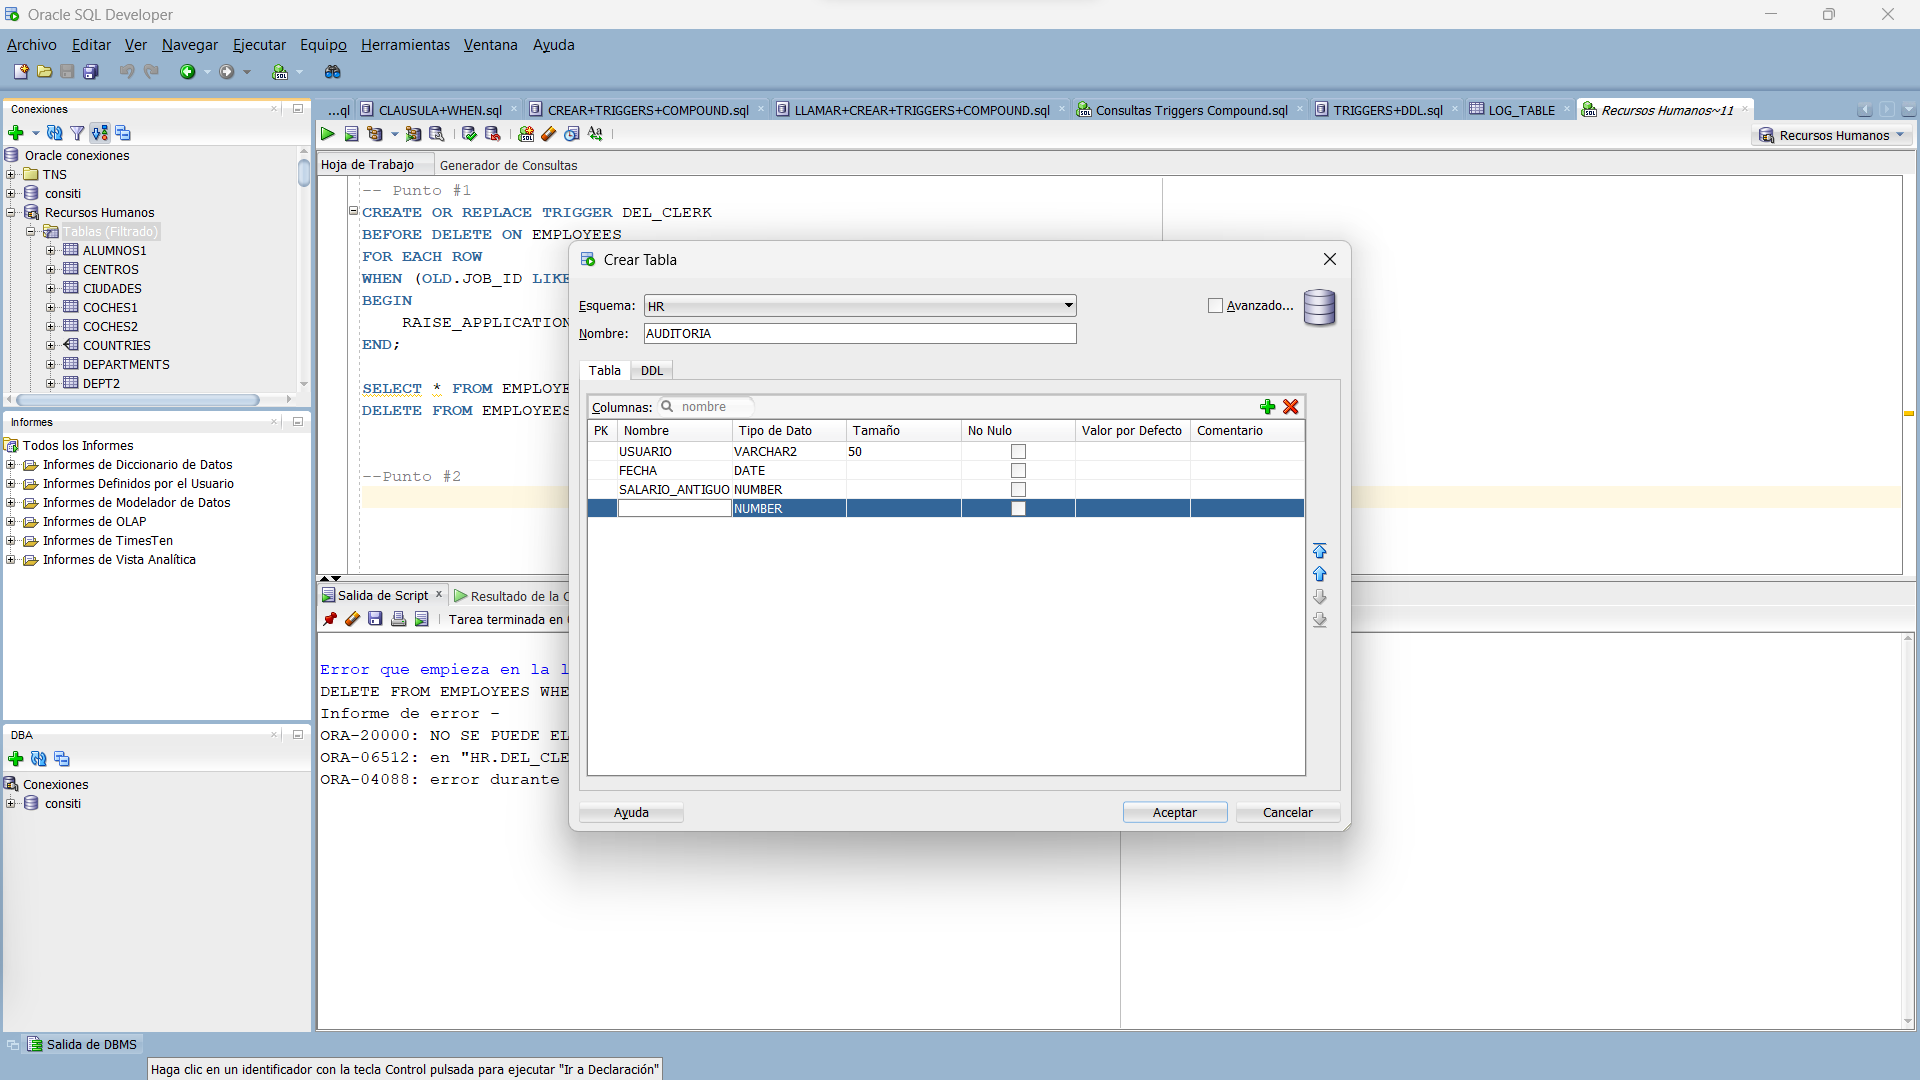 Oracle SQL Developer
Archivo Editar Ver Navegar Ejecutar Equipo Herramientas Ventana Ayuda
Conexiones
...ql CLAUSULA+WHEN.sql CREAR+TRIGGERS+COMPOUND.sql LLAMAR+CREAR+TRIGGERS+COMPOUND.sql Consultas Triggers Compound.sql TRIGGERS+DDL.sql LOG_TABLE Recursos Humanos~11
Recursos Humanos
Oracle conexiones
TNS
consiti
Recursos Humanos
Tablas (Filtrado)
ALUMNOS1
CENTROS
CIUDADES
COCHES1
COCHES2
COUNTRIES
DEPARTMENTS
DEPT2
Informes
Todos los Informes
Informes de Diccionario de Datos
Informes Definidos por el Usuario
Informes de Modelador de Datos
Informes de OLAP
Informes de TimesTen
Informes de Vista Analítica
DBA
Conexiones
consiti
Hoja de Trabajo Generador de Consultas
-- Punto #1
CREATE OR REPLACE TRIGGER DEL_CLERK
BEFORE DELETE ON EMPLOYEES
FOR EACH ROW
WHEN (OLD.JOB_ID LIKE
BEGIN
RAISE_APPLICATION
END;
SELECT * FROM EMPLOYE
DELETE FROM EMPLOYEES
--Punto #2
Salida de Script Resultado de la C
Tarea terminada en
Error que empieza en la l
DELETE FROM EMPLOYEES WHE
Informe de error -
ORA-20000: NO SE PUEDE EL
ORA-06512: en "HR.DEL_CLE
ORA-04088: error durante
Crear Tabla
Esquema: HR Avanzado...
Nombre: AUDITORIA
Tabla DDL
Columnas: nombre
PK Nombre Tipo de Dato Tamaño No Nulo Valor por Defecto Comentario
USUARIO VARCHAR2 50
FECHA DATE
SALARIO_ANTIGUO NUMBER
NUMBER
Ayuda Aceptar Cancelar
Salida de DBMS
Haga clic en un identificador con la tecla Control pulsada para ejecutar "Ir a Declaración"